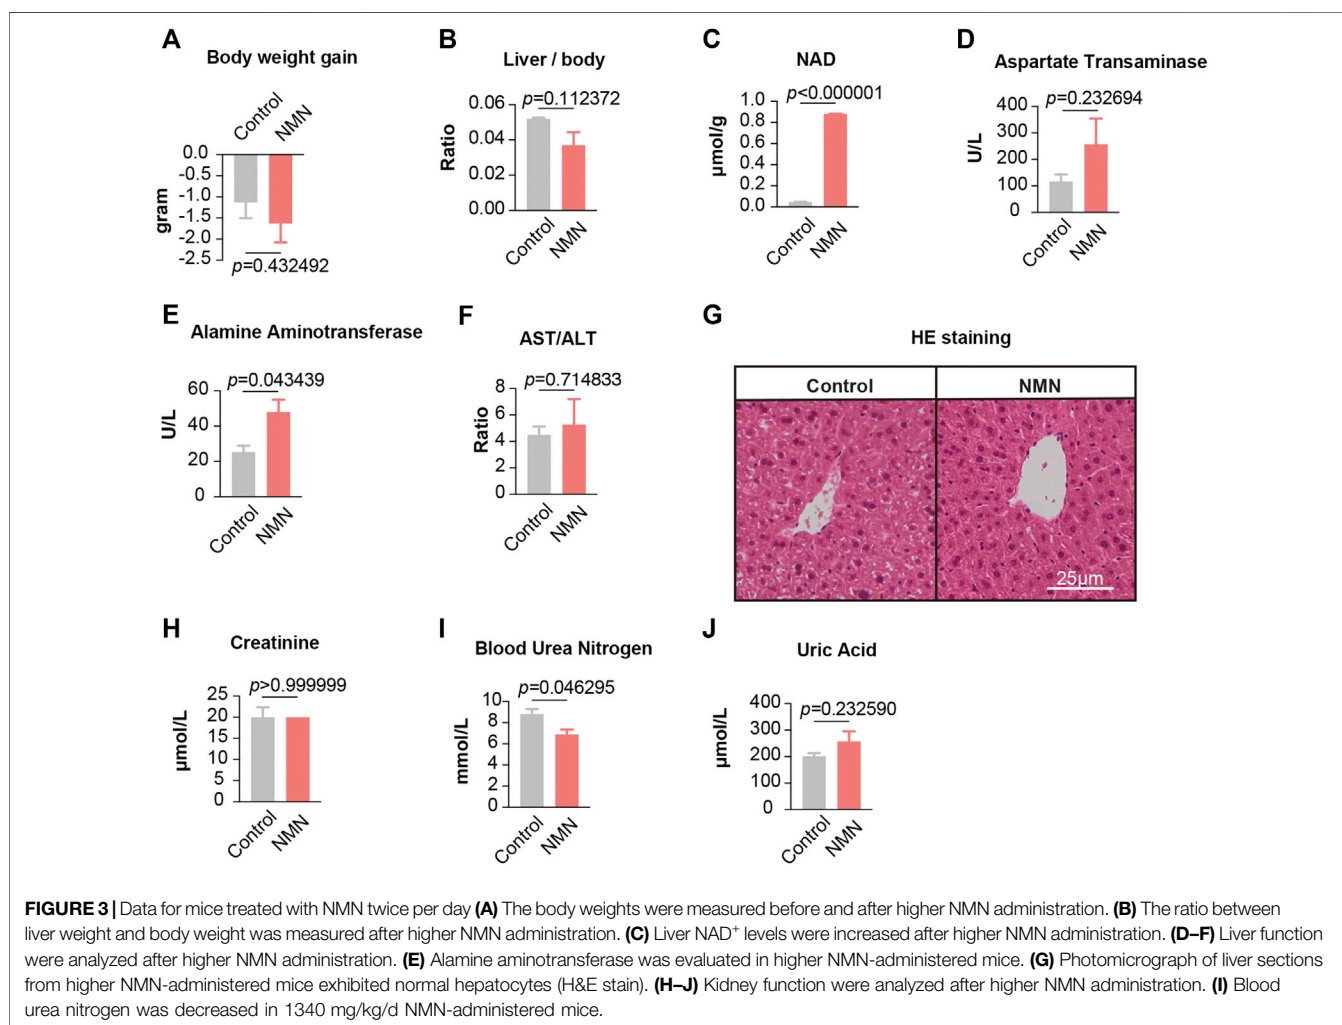 A
Body weight gain
Control
NMN
0.0
-0.5
-1.0
-1.5
-2.0
-2.5
gram
p=0.432492
B
Liver / body
p=0.112372
0.06
0.04
0.02
0.00
Ratio
Control
NMN
C
NAD
p<0.000001
1.0
0.8
0.6
0.4
0.2
0.0
µmol/g
Control
NMN
D
Aspartate Transaminase
p=0.232694
400
300
200
100
0
U/L
Control
NMN
E
Alamine Aminotransferase
p=0.043439
60
40
20
0
U/L
Control
NMN
F
AST/ALT
p=0.714833
8
6
4
2
0
Ratio
Control
NMN
G
HE staining
Control
NMN
25µm
H
Creatinine
p>0.999999
25
20
15
10
5
0
µmol/L
Control
NMN
I
Blood Urea Nitrogen
p=0.046295
10
8
6
4
2
0
mmol/L
Control
NMN
J
Uric Acid
p=0.232590
400
300
200
100
0
µmol/L
Control
NMN
FIGURE 3 | Data for mice treated with NMN twice per day (A) The body weights were measured before and after higher NMN administration. (B) The ratio between
liver weight and body weight was measured after higher NMN administration. (C) Liver NAD⁺ levels were increased after higher NMN administration. (D–F) Liver function
were analyzed after higher NMN administration. (E) Alamine aminotransferase was evaluated in higher NMN-administered mice. (G) Photomicrograph of liver sections
from higher NMN-administered mice exhibited normal hepatocytes (H&E stain). (H–J) Kidney function were analyzed after higher NMN administration. (I) Blood
urea nitrogen was decreased in 1340 mg/kg/d NMN-administered mice.